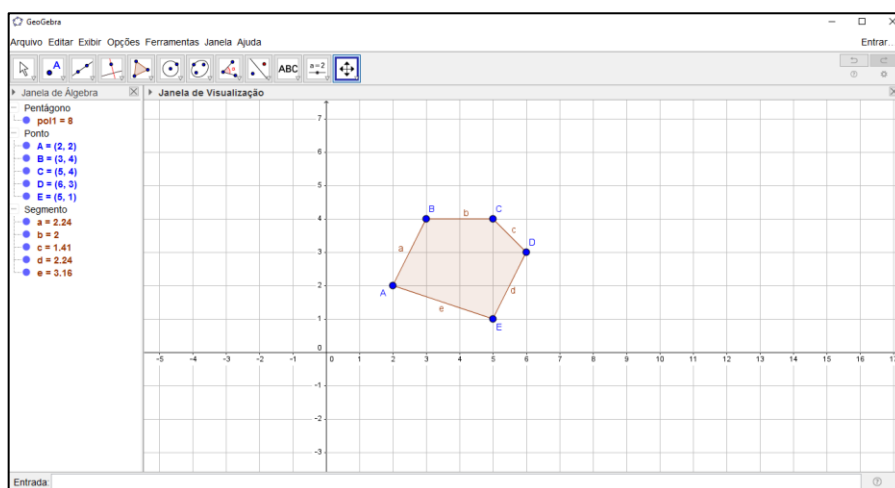 GeoGebra
Arquivo Editar Exibir Opções Ferramentas Janela Ajuda
Entrar...
A
α
ABC
a=2
Janela de Álgebra
Janela de Visualização
Pentágono
pol1 = 8
Ponto
A = (2, 2)
B = (3, 4)
C = (5, 4)
D = (6, 3)
E = (5, 1)
Segmento
a = 2.24
b = 2
c = 1.41
d = 2.24
e = 3.16
7
6
5
4
3
2
1
0
-1
-2
-3
-5 -4 -3 -2 -1 0 1 2 3 4 5 6 7 8 9 10 11 12 13 14 15 16 17
B
b
C
c
D
a
d
A
e
E
Entrada: